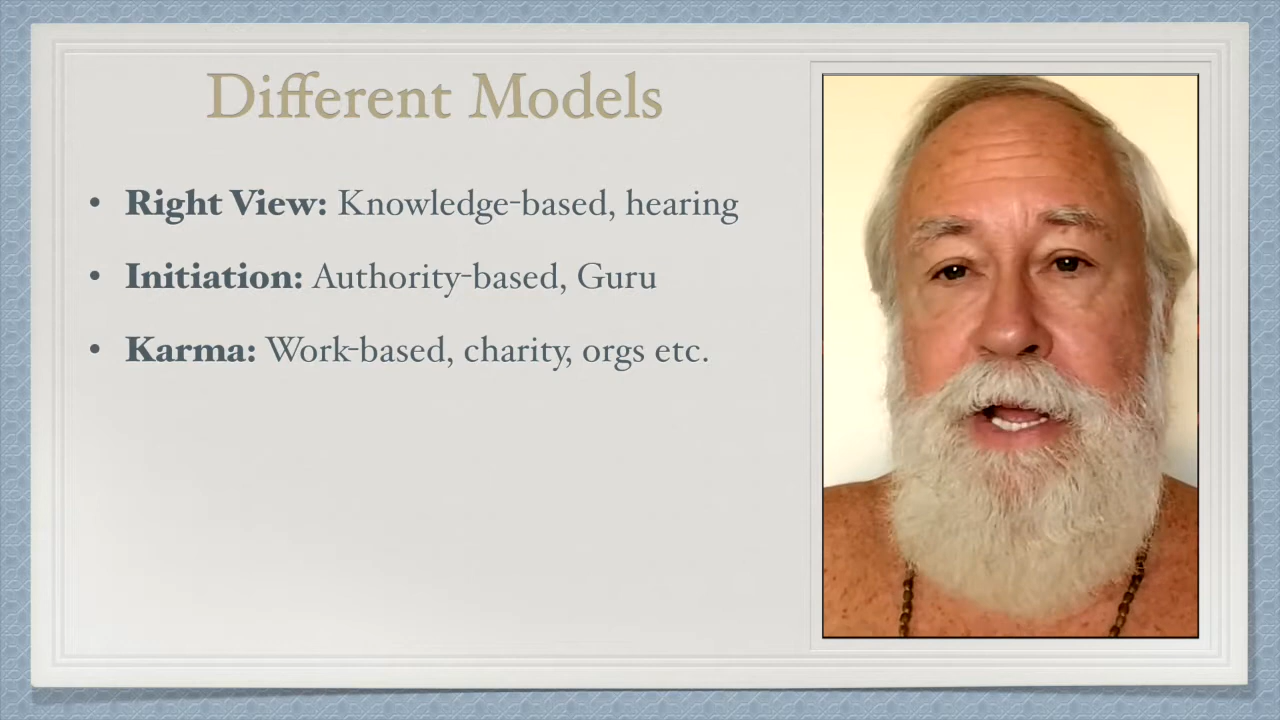 Different Models
• Right View: Knowledge-based, hearing
• Initiation: Authority-based, Guru
• Karma: Work-based, charity, orgs etc.